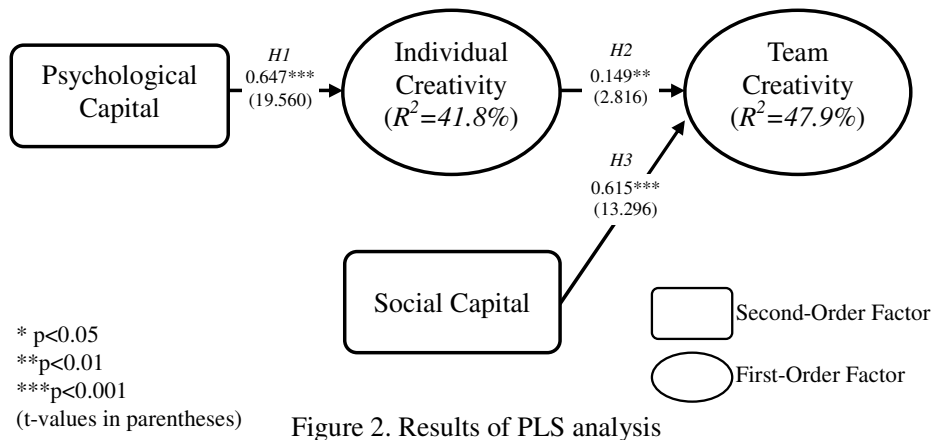 Psychological
Capital
H1
0.647***
(19.560)
Individual
Creativity
(R²=41.8%)
H2
0.149**
(2.816)
Team
Creativity
(R²=47.9%)
H3
0.615***
(13.296)
Social Capital
Second-Order Factor
First-Order Factor
* p<0.05
**p<0.01
***p<0.001
(t-values in parentheses)
Figure 2. Results of PLS analysis